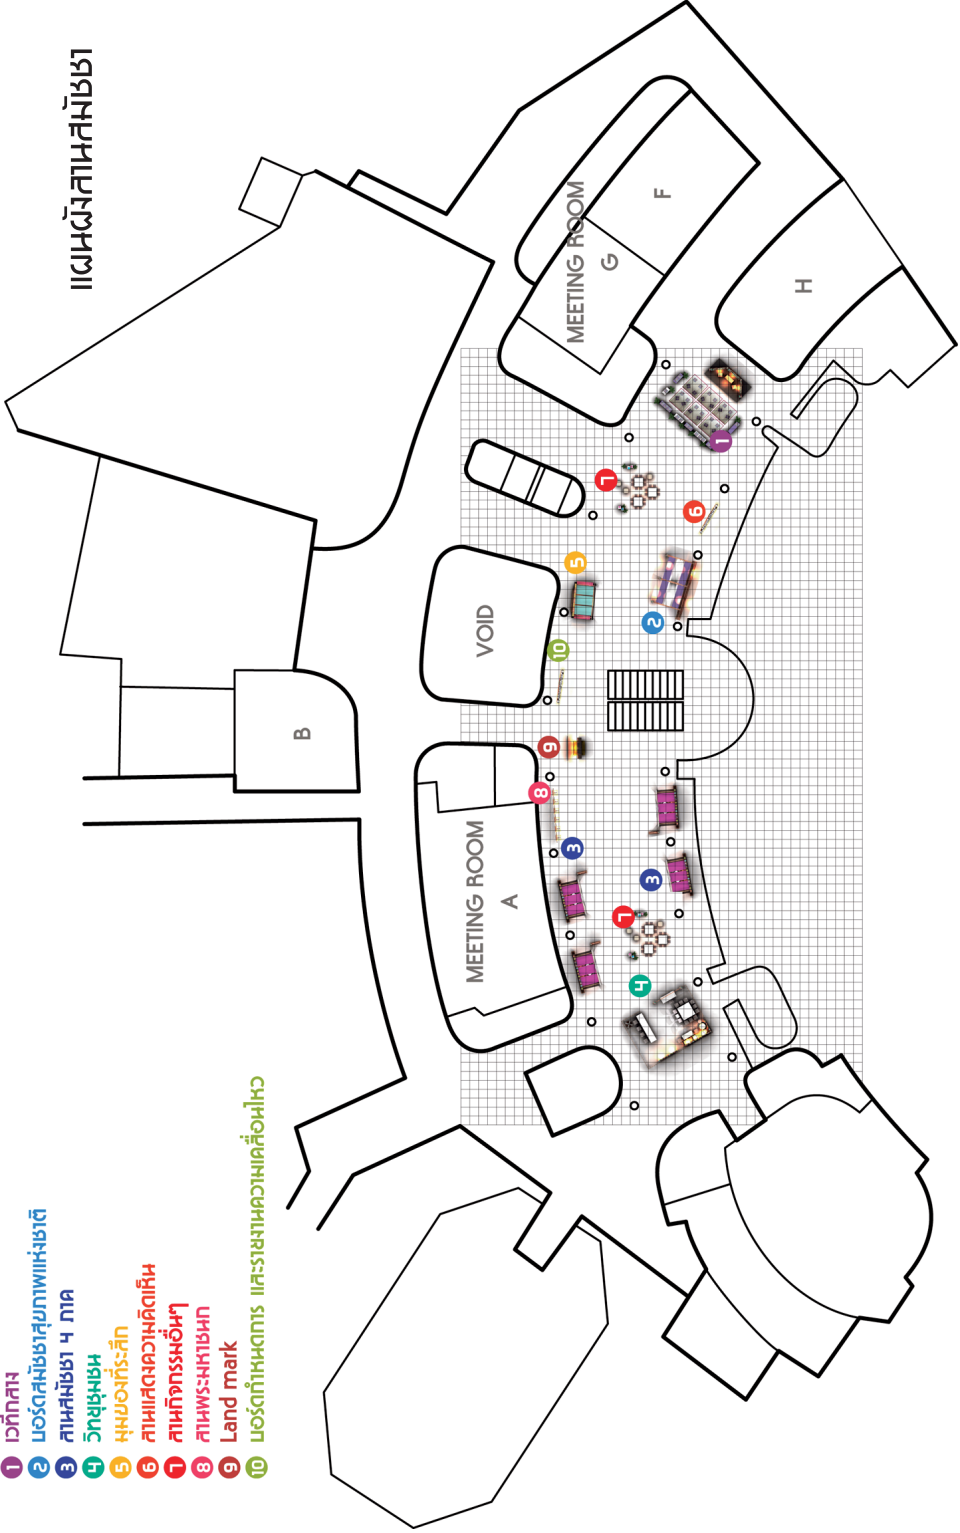 แผนผังลานสมัชชา
1 เวทีกลาง
2 บอร์ดสมัชชาสุขภาพแห่งชาติ
3 ลานสมัชชา ๔ ภาค
4 วิทยุชุมชน
5 มุมของที่ระลึก
6 ลานแสดงความคิดเห็น
7 ลานกิจกรรมอื่นๆ
8 ลานพระมหาชนก
9 Land mark
10 บอร์ดกำหนดการ และรายงานความเคลื่อนไหว
B
VOID
MEETING ROOM
A
MEETING ROOM
G
F
H
4
7
3
3
8
9
10
2
5
6
7
1